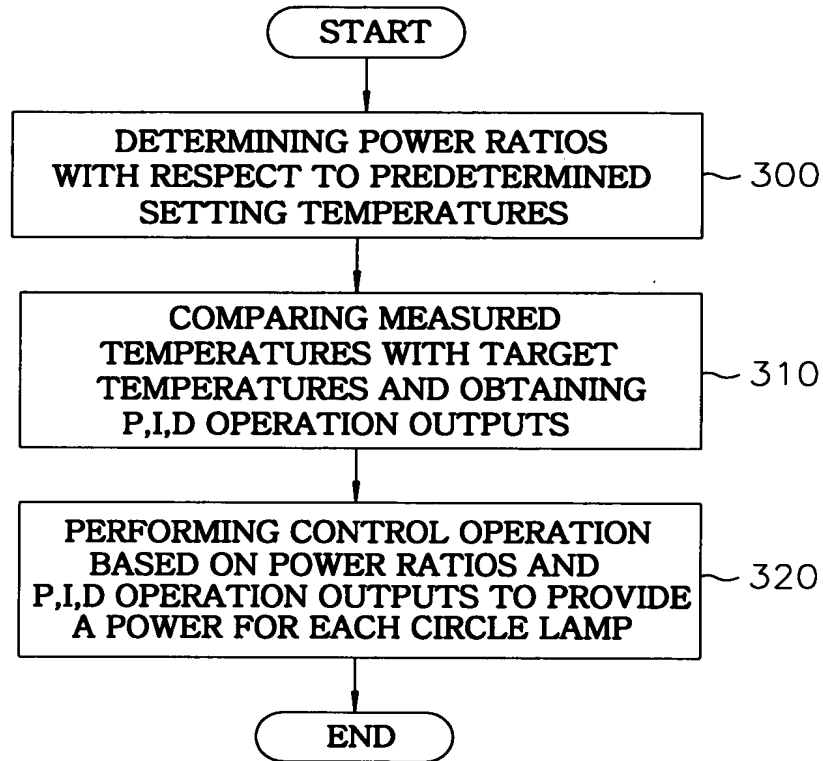 START
DETERMINING POWER RATIOS
WITH RESPECT TO PREDETERMINED
SETTING TEMPERATURES
300
COMPARING MEASURED
TEMPERATURES WITH TARGET
TEMPERATURES AND OBTAINING
P,I,D OPERATION OUTPUTS
310
PERFORMING CONTROL OPERATION
BASED ON POWER RATIOS AND
P,I,D OPERATION OUTPUTS TO PROVIDE
A POWER FOR EACH CIRCLE LAMP
320
END